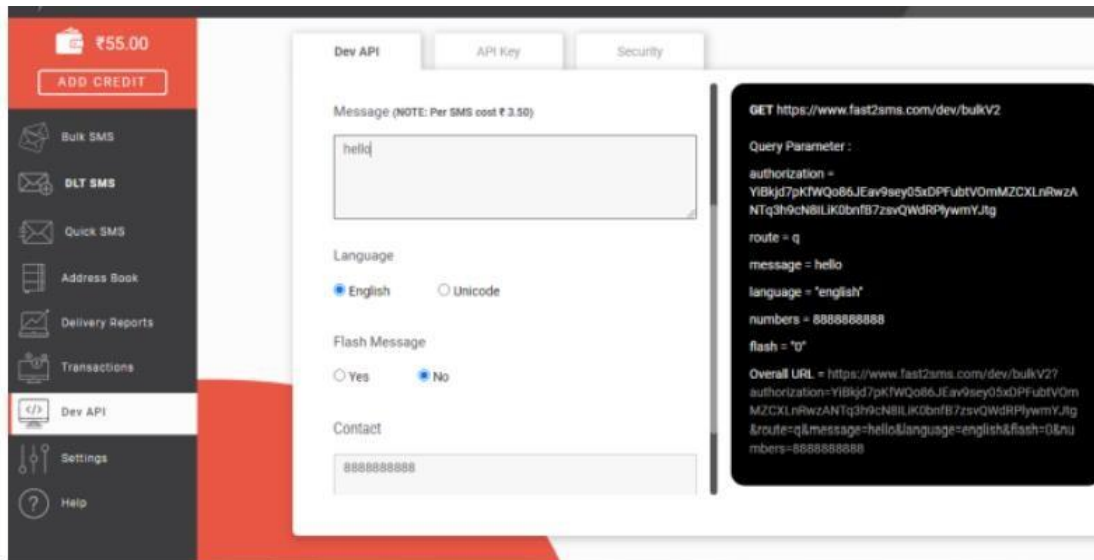 ₹55.00
ADD CREDIT
Bulk SMS
DLT SMS
Quick SMS
Address Book
Delivery Reports
Transactions
Dev API
Settings
Help
Dev API
API Key
Security
Message (NOTE: Per SMS cost ₹ 3.50)
hello
Language
English Unicode
Flash Message
Yes No
Contact
8888888888
GET https://www.fast2sms.com/dev/bulkV2
Query Parameter :
authorization =
route = q
message = hello
language = "english"
numbers = 8888888888
flash = "0"
Overall URL = https://www.fast2sms.com/dev/bulkV2?
authorization=
&route=q&message=hello&language=english&flash=0&nu
mbers=8888888888